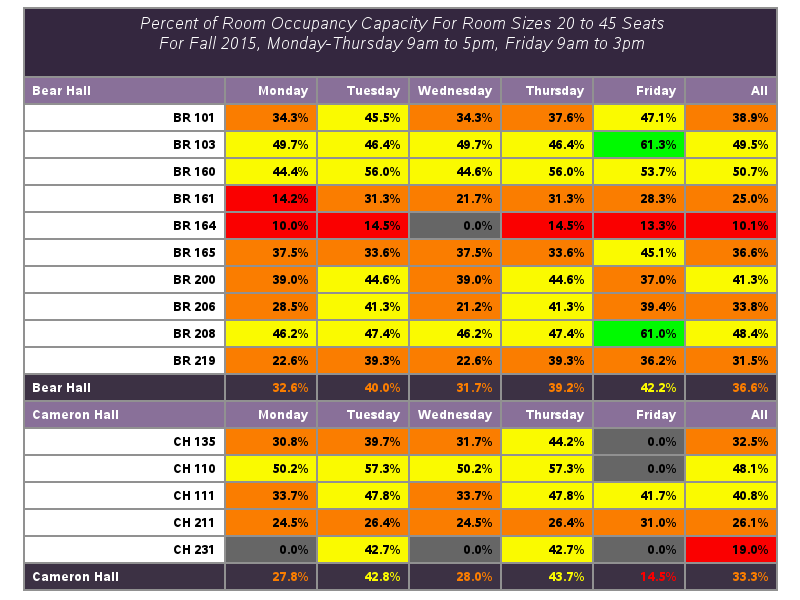 Percent of Room Occupancy Capacity For Room Sizes 20 to 45 Seats
For Fall 2015, Monday-Thursday 9am to 5pm, Friday 9am to 3pm
Bear Hall Monday Tuesday Wednesday Thursday Friday All
BR 101 34.3% 45.5% 34.3% 37.6% 47.1% 38.9%
BR 103 49.7% 46.4% 49.7% 46.4% 61.3% 49.5%
BR 160 44.4% 56.0% 44.6% 56.0% 53.7% 50.7%
BR 161 14.2% 31.3% 21.7% 31.3% 28.3% 25.0%
BR 164 10.0% 14.5% 0.0% 14.5% 13.3% 10.1%
BR 165 37.5% 33.6% 37.5% 33.6% 45.1% 36.6%
BR 200 39.0% 44.6% 39.0% 44.6% 37.0% 41.3%
BR 206 28.5% 41.3% 21.2% 41.3% 39.4% 33.8%
BR 208 46.2% 47.4% 46.2% 47.4% 61.0% 48.4%
BR 219 22.6% 39.3% 22.6% 39.3% 36.2% 31.5%
Bear Hall 32.6% 40.0% 31.7% 39.2% 42.2% 36.6%
Cameron Hall Monday Tuesday Wednesday Thursday Friday All
CH 135 30.8% 39.7% 31.7% 44.2% 0.0% 32.5%
CH 110 50.2% 57.3% 50.2% 57.3% 0.0% 48.1%
CH 111 33.7% 47.8% 33.7% 47.8% 41.7% 40.8%
CH 211 24.5% 26.4% 24.5% 26.4% 31.0% 26.1%
CH 231 0.0% 42.7% 0.0% 42.7% 0.0% 19.0%
Cameron Hall 27.8% 42.8% 28.0% 43.7% 14.5% 33.3%